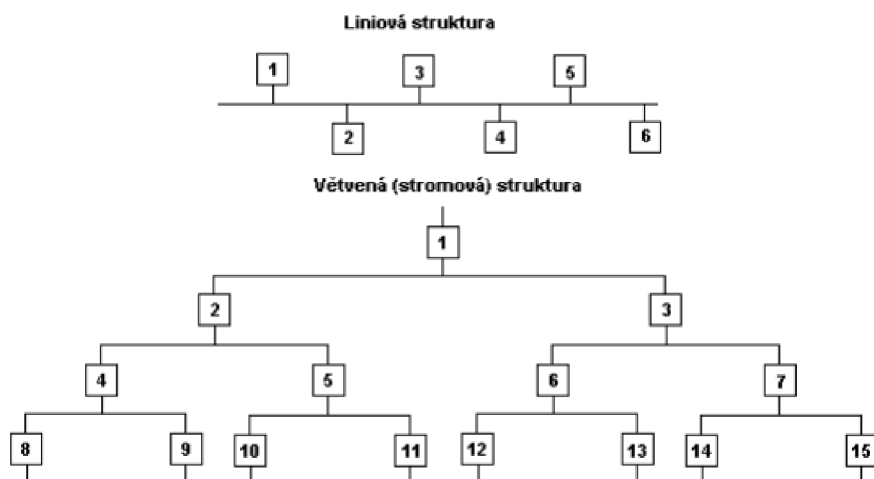 Liniová struktura
1 3 5
2 4 6
Větvená (stromová) struktura
1
2 3
4 5 6 7
8 9 10 11 12 13 14 15